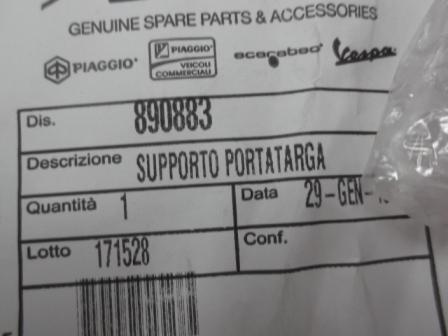 GENUINE SPARE PARTS & ACCESSORIES
PIAGGIO PIAGGIO VEICOLI COMMERCIALI scarabeo Vespa
Dis. 890883
Descrizione SUPPORTO PORTATARGA
Quantità 1 Data 29-GEN-
Lotto 171528 Conf.